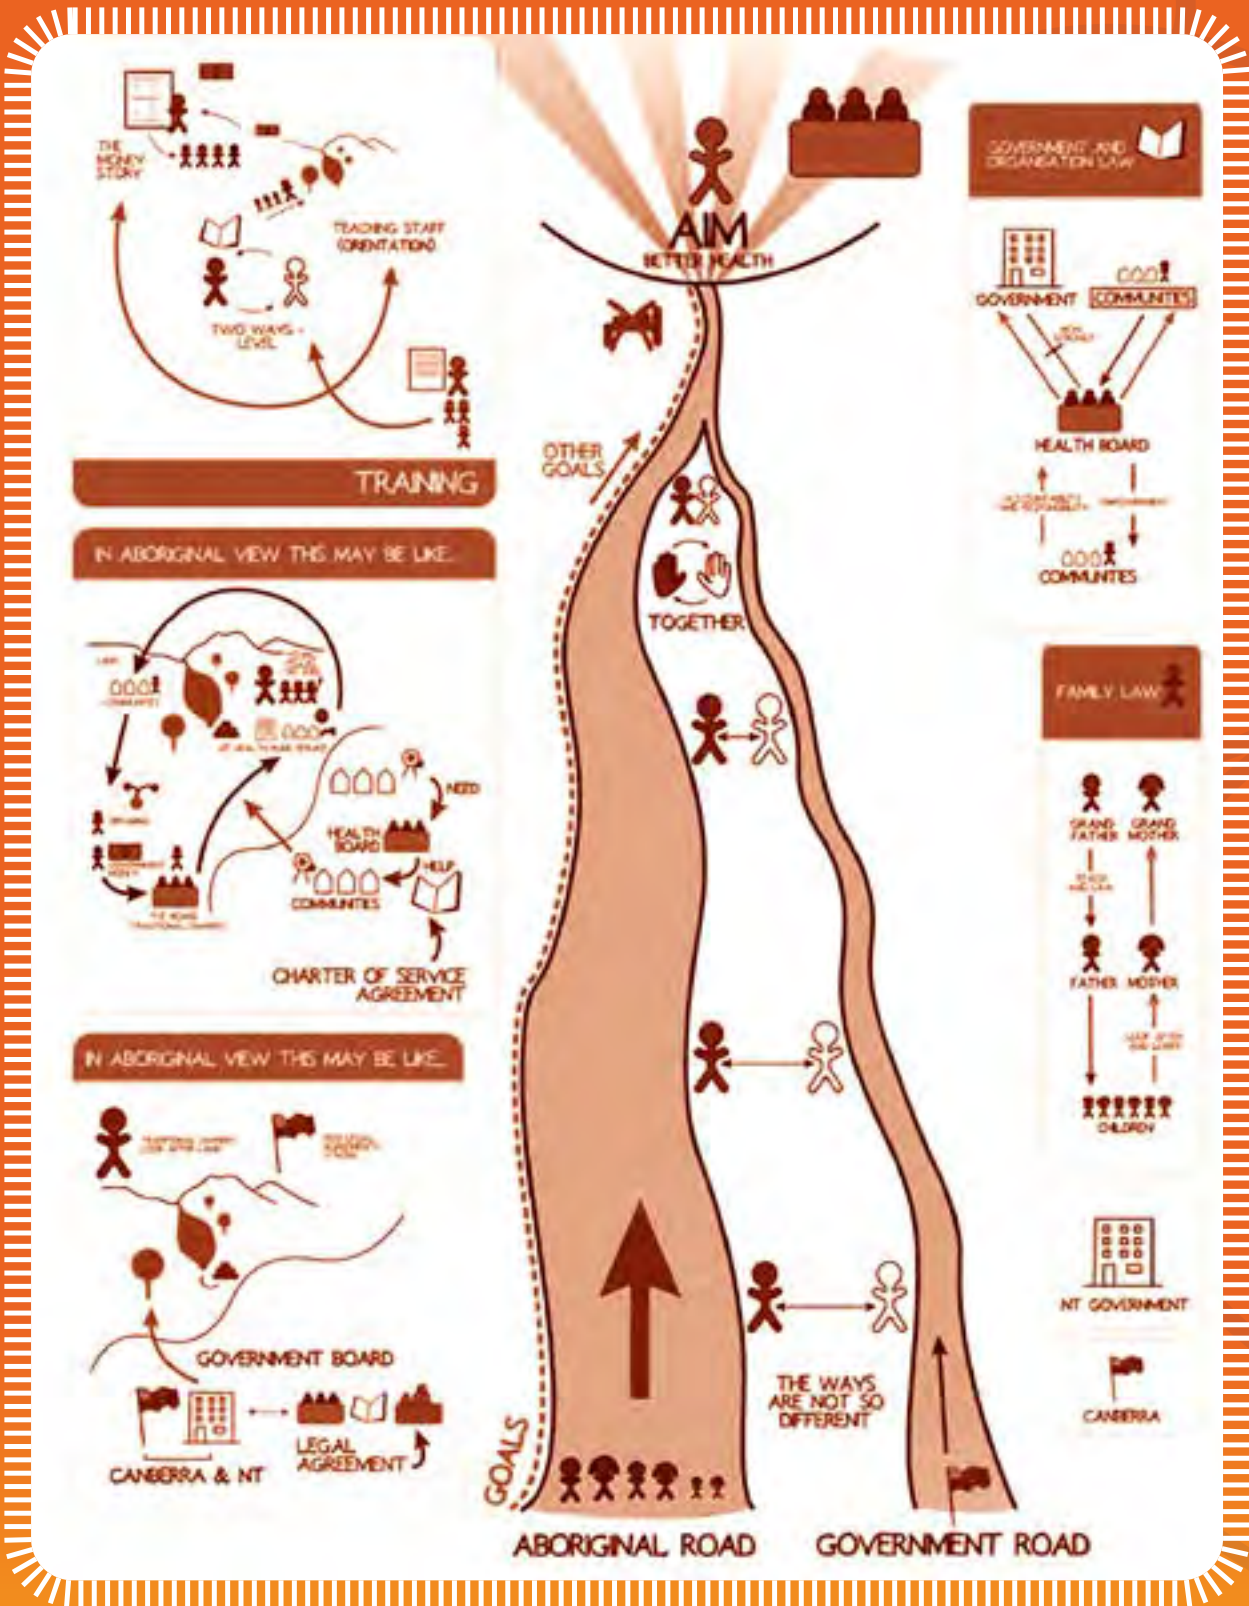 THE
MONEY
STORY
TEACHING STAFF
(ORIENTATION)
TWO WAYS -
LEVEL
TRAINING
IN ABORIGINAL VIEW THIS MAY BE LIKE...
COMMUNITIES
NEED
HEALTH
BOARD
HELP
COMMUNITIES
CHARTER OF SERVICE
AGREEMENT
IN ABORIGINAL VIEW THIS MAY BE LIKE...
GOVERNMENT BOARD
LEGAL
AGREEMENT
CANBERRA & NT
AIM
BETTER HEALTH
OTHER
GOALS
TOGETHER
THE WAYS
ARE NOT SO
DIFFERENT
GOALS
ABORIGINAL ROAD
GOVERNMENT ROAD
GOVERNMENT AND
ORGANISATION LAW
GOVERNMENT
COMMUNITIES
HEALTH BOARD
COMMUNITIES
FAMILY LAW
GRAND
FATHER
GRAND
MOTHER
FATHER
MOTHER
CHILDREN
NT GOVERNMENT
CANBERRA